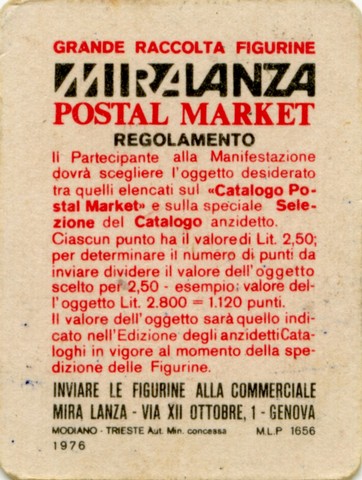 GRANDE RACCOLTA FIGURINE
MIRALANZA
POSTAL MARKET
REGOLAMENTO
Il Partecipante alla Manifestazione
dovrà scegliere l'oggetto desiderato
tra quelli elencati sul «Catalogo Po-
stal Market» e sulla speciale Sele-
zione del Catalogo anzidetto.
Ciascun punto ha il valore di Lit. 2,50;
per determinare il numero di punti da
inviare dividere il valore dell'oggetto
scelto per 2,50 - esempio: valore del-
l'oggetto Lit. 2.800 = 1.120 punti.
Il valore dell'oggetto sarà quello indi-
cato nell'Edizione degli anzidetti Cata-
loghi in vigore al momento della spe-
dizione delle Figurine.
INVIARE LE FIGURINE ALLA COMMERCIALE
MIRA LANZA - VIA XII OTTOBRE, 1 - GENOVA
MODIANO - TRIESTE Aut. Min. concessa M.L.P 1656
1976